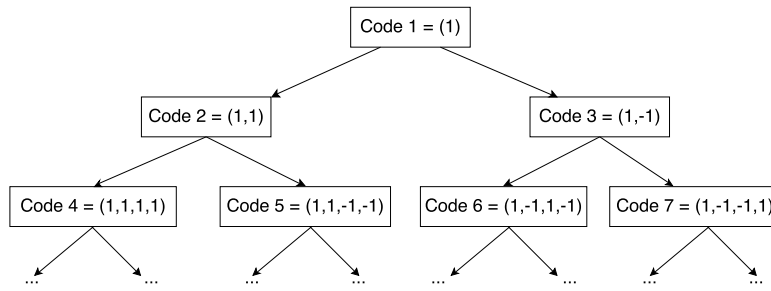 Code 1 = (1)
Code 2 = (1,1)
Code 3 = (1,-1)
Code 4 = (1,1,1,1)
Code 5 = (1,1,-1,-1)
Code 6 = (1,-1,1,-1)
Code 7 = (1,-1,-1,1)
... ... ... ... ... ... ... ...